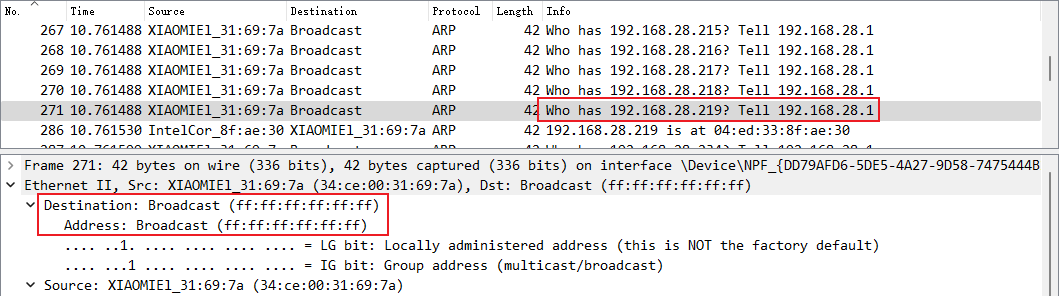 No. Time Source Destination Protocol Length Info
267 10.761488 XIAOMIEl_31:69:7a Broadcast ARP 42 Who has 192.168.28.215? Tell 192.168.28.1
268 10.761488 XIAOMIEl_31:69:7a Broadcast ARP 42 Who has 192.168.28.216? Tell 192.168.28.1
269 10.761488 XIAOMIEl_31:69:7a Broadcast ARP 42 Who has 192.168.28.217? Tell 192.168.28.1
270 10.761488 XIAOMIEl_31:69:7a Broadcast ARP 42 Who has 192.168.28.218? Tell 192.168.28.1
271 10.761488 XIAOMIEl_31:69:7a Broadcast ARP 42 Who has 192.168.28.219? Tell 192.168.28.1
286 10.761530 IntelCor_8f:ae:30 XIAOMIEl_31:69:7a ARP 42 192.168.28.219 is at 04:ed:33:8f:ae:30
Frame 271: 42 bytes on wire (336 bits), 42 bytes captured (336 bits) on interface \Device\NPF_{DD79AFD6-5DE5-4A27-9D58-7475444B
Ethernet II, Src: XIAOMIEl_31:69:7a (34:ce:00:31:69:7a), Dst: Broadcast (ff:ff:ff:ff:ff:ff)
Destination: Broadcast (ff:ff:ff:ff:ff:ff)
Address: Broadcast (ff:ff:ff:ff:ff:ff)
.... ..1. .... .... .... .... = LG bit: Locally administered address (this is NOT the factory default)
.... ...1 .... .... .... .... = IG bit: Group address (multicast/broadcast)
Source: XIAOMIEl_31:69:7a (34:ce:00:31:69:7a)